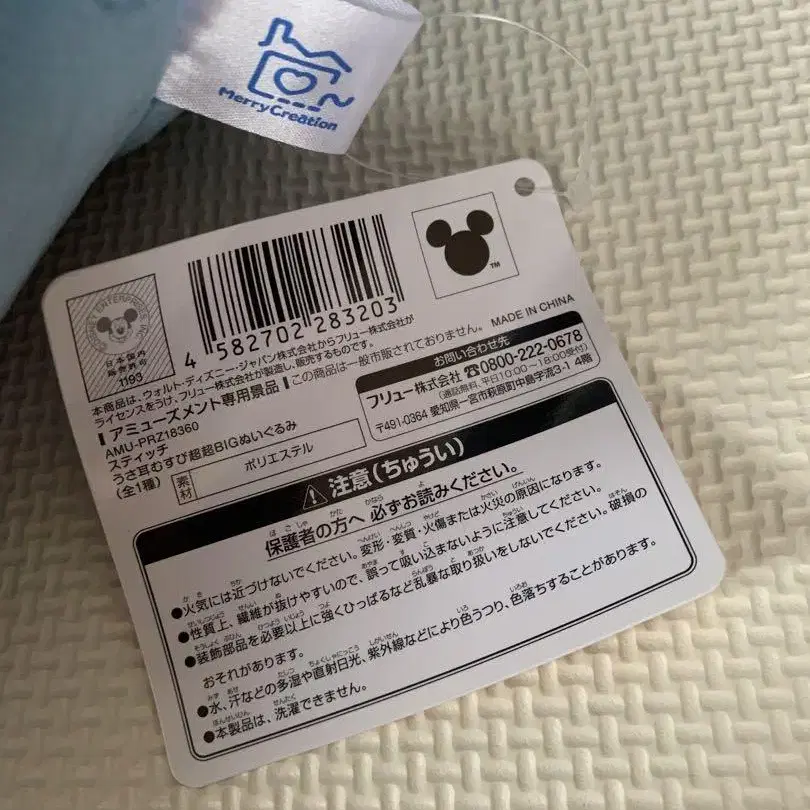 MerryCreation
日本国内
1193
4 582702 283203
TM
本商品は、ウォルト・ディズニー・ジャパン株式会社からフリュー株式会社が
ライセンスをうけ、フリュー株式会社が製造し、販売するものです。
アミューズメント専用景品
この商品は一般市販されておりません。
MADE IN CHINA
AMU-PRZ18360
スティッチ
うさ耳むすび超超BIGぬいぐるみ
(全1種)
素材
ポリエステル
お問い合わせ先
フリュー株式会社 ☎0800-222-0678
(通話無料、平日10:00~18:00受付)
〒491-0364 愛知県一宮市萩原町中島字流3-1 4階
注意(ちゅうい)
保護者の方へ 必ずお読みください。
●火気には近づけないでください。変形・変質・火傷または火災の原因になります。
●性質上、繊維が抜けやすいので、誤って吸い込まないように注意してください。
●装飾部品を必要以上に強くひっぱるなど乱暴な取り扱いをしないでください。破損の
おそれがあります。
●水、汗などの多湿や直射日光、紫外線などにより色うつり、色落ちすることがあります。
●本製品は、洗濯できません。